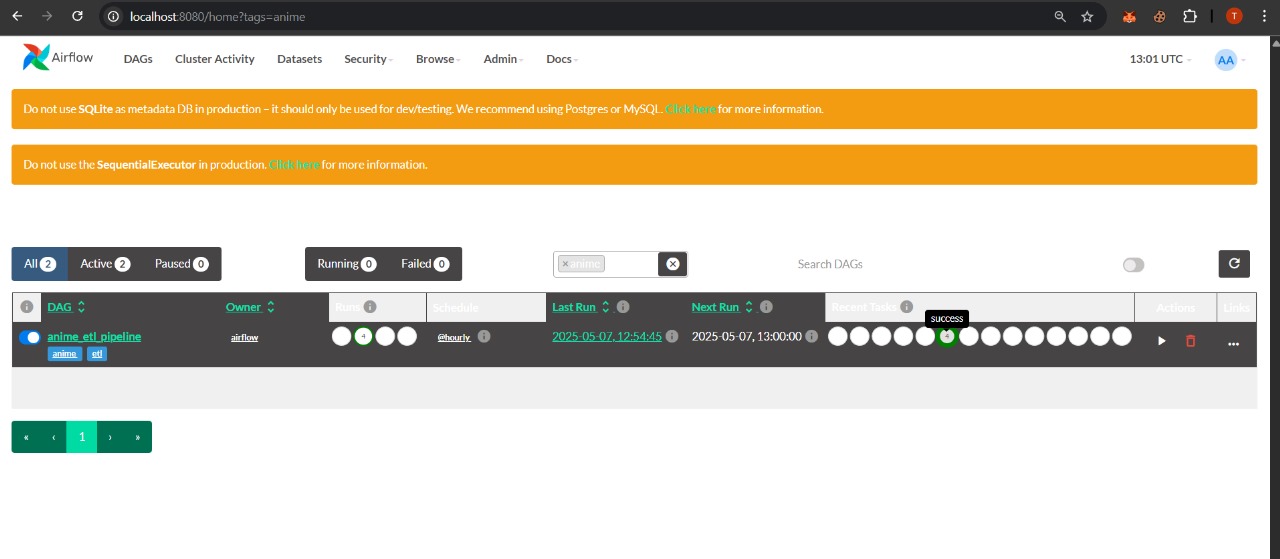 localhost:8080/home?tags=anime
T
Airflow DAGs Cluster Activity Datasets Security Browse Admin Docs 13:01 UTC AA
Do not use SQLite as metadata DB in production – it should only be used for dev/testing. We recommend using Postgres or MySQL. Click here for more information.
Do not use the SequentialExecutor in production. Click here for more information.
All 2 Active 2 Paused 0 Running 0 Failed 0 × anime Search DAGs
DAG Owner Runs Schedule Last Run Next Run Recent Tasks Actions Links
success
anime_etl_pipeline airflow 4 @hourly 2025-05-07, 12:54:45 2025-05-07, 13:00:00 4 ...
anime etl
« ‹ 1 › »